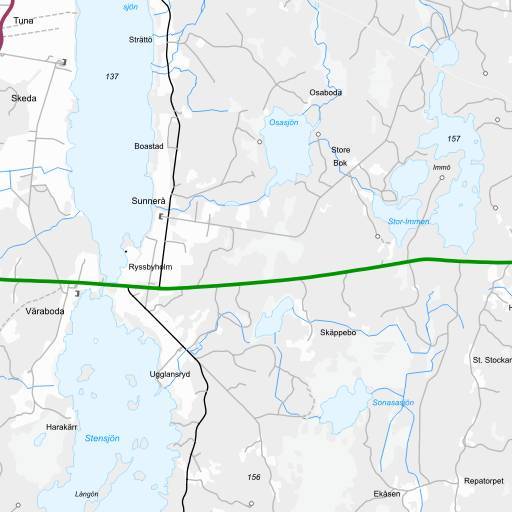 sjön
Tuna
Strättö
137
Skeda
Osaboda
Osasjön
157
Boastad
Store
Bok
Immö
Sunnerå
Stor-Immen
Ryssbyholm
Våraboda
Skäppebo
St. Stockar
Ugglansryd
Sonasasjön
Harakärr
Stensjön
156
Repatorpet
Långön
Ekåsen